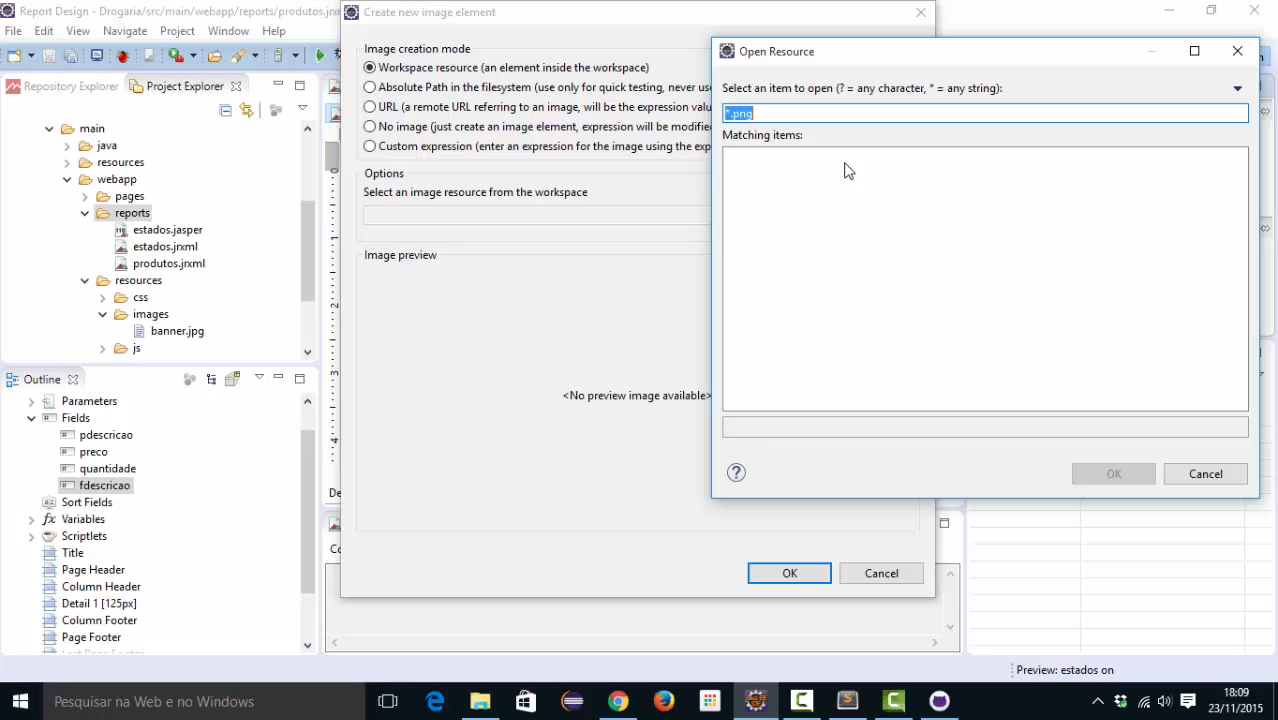 Report Design - Drogaria/src/main/webapp/reports/produtos.jrxml
File Edit View Navigate Project Window Help
Repository Explorer
Project Explorer
main
java
resources
webapp
pages
reports
estados.jasper
estados.jrxml
produtos.jrxml
resources
css
images
banner.jpg
js
Outline
Parameters
Fields
pdescricao
preco
quantidade
fdescricao
Sort Fields
Variables
Scriptlets
Title
Page Header
Column Header
Detail 1 [125px]
Column Footer
Page Footer
Create new image element
Image creation mode
Workspace resource (an element inside the workspace)
Absolute Path in the filesystem (use only for quick testing, never use
URL (a remote URL referring to an image, will be the expression value
No image (just create an image element, expression will be modified
Custom expression (enter an expression for the image using the exp
Options
Select an image resource from the workspace
Image preview
<No preview image available>
OK
Cancel
Open Resource
Select an item to open (? = any character, * = any string):
*.png
Matching items:
OK
Cancel
0
1
2
3
4
Preview: estados on
Pesquisar na Web e no Windows
18:09
23/11/2015